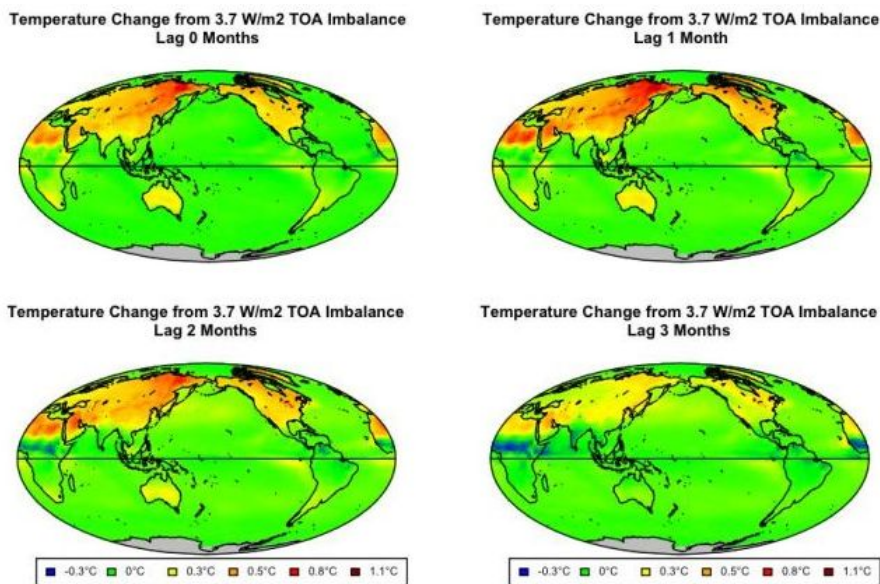 Temperature Change from 3.7 W/m2 TOA Imbalance
Lag 0 Months
Temperature Change from 3.7 W/m2 TOA Imbalance
Lag 1 Month
Temperature Change from 3.7 W/m2 TOA Imbalance
Lag 2 Months
Temperature Change from 3.7 W/m2 TOA Imbalance
Lag 3 Months
-0.3°C 0°C 0.3°C 0.5°C 0.8°C 1.1°C
-0.3°C 0°C 0.3°C 0.5°C 0.8°C 1.1°C